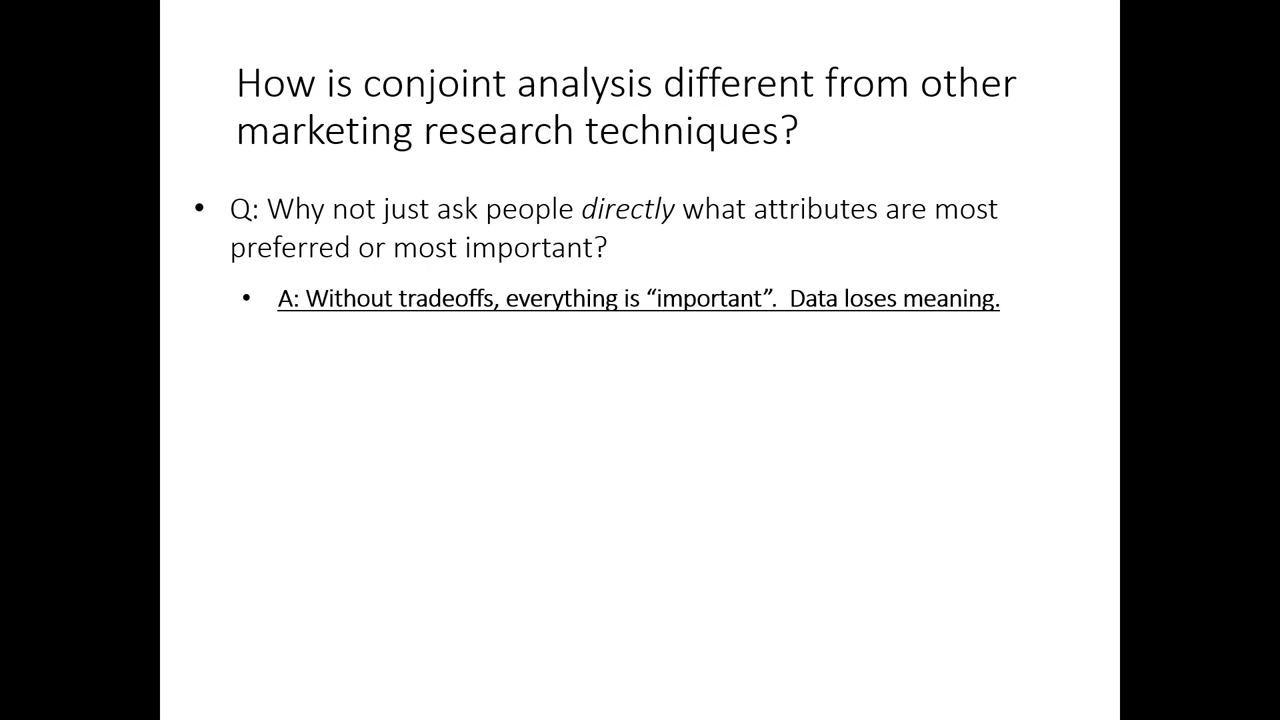 How is conjoint analysis different from other
marketing research techniques?
• Q: Why not just ask people directly what attributes are most
preferred or most important?
• A: Without tradeoffs, everything is “important”.  Data loses meaning.